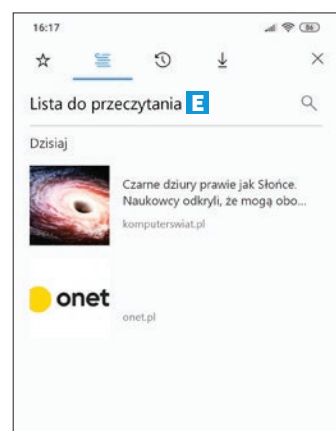 16:17
86
Lista do przeczytania E
Dzisiaj
Czarne dziury prawie jak Słońce.
Naukowcy odkryli, że mogą obo...
komputerswiat.pl
onet
onet.pl